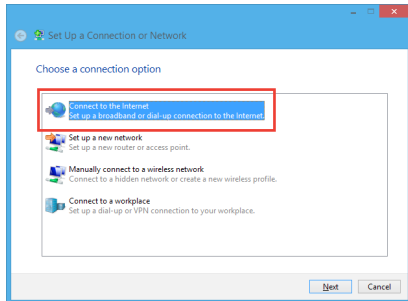 Set Up a Connection or Network
Choose a connection option
Connect to the Internet
Set up a broadband or dial-up connection to the Internet.
Set up a new network
Set up a new router or access point.
Manually connect to a wireless network
Connect to a hidden network or create a new wireless profile.
Connect to a workplace
Set up a dial-up or VPN connection to your workplace.
Next Cancel